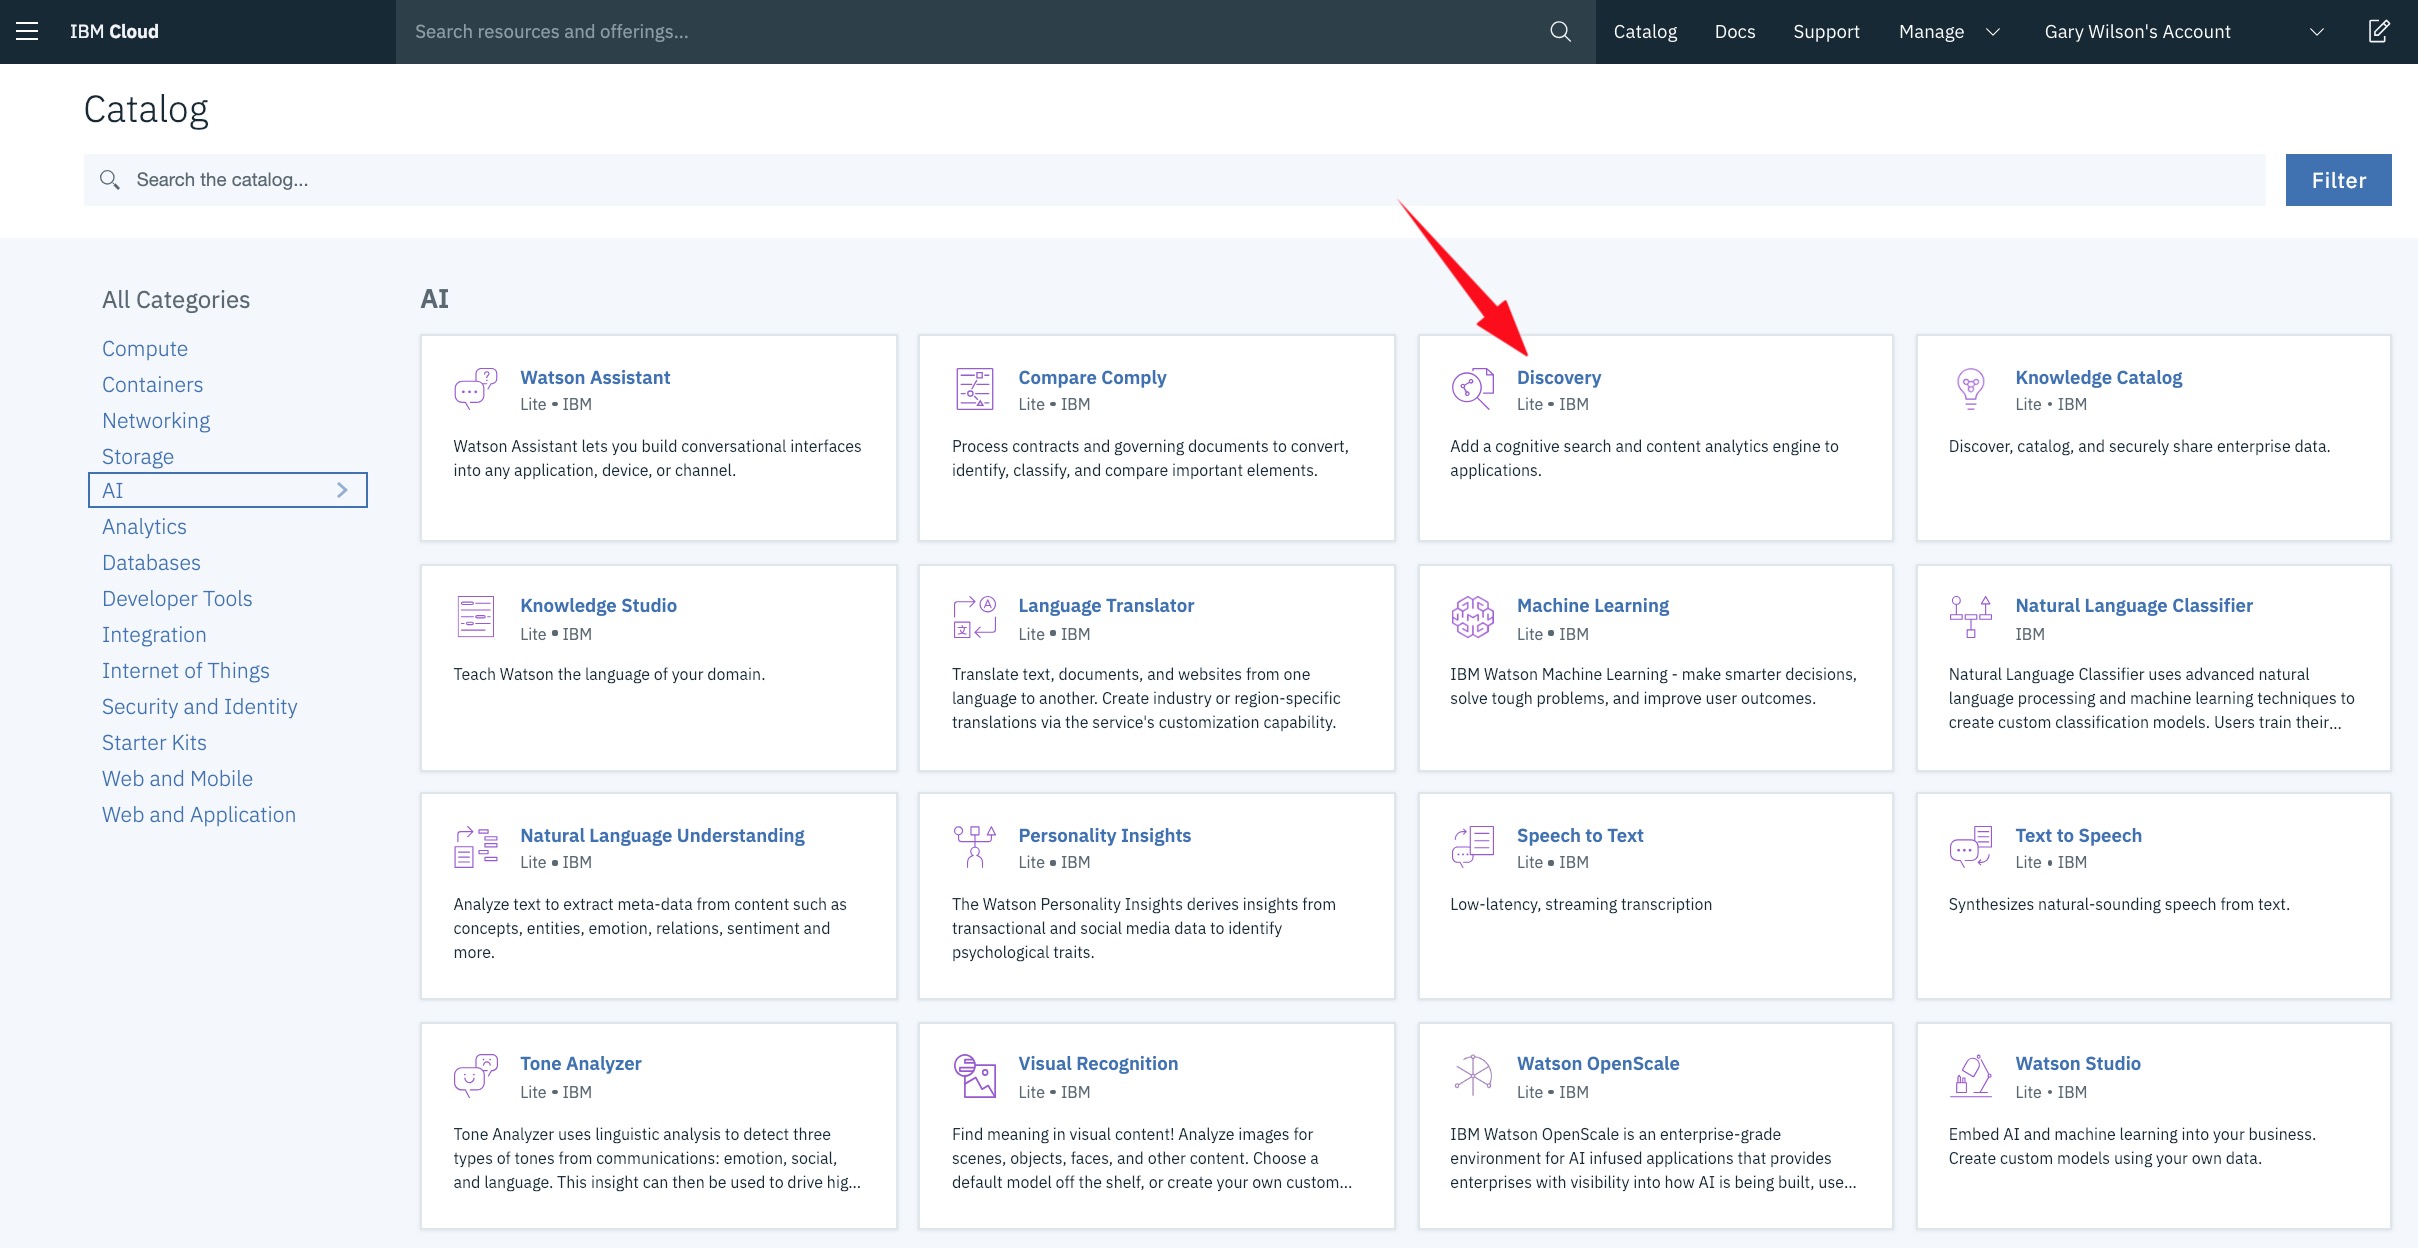 IBM Cloud
Search resources and offerings...
Catalog
Docs
Support
Manage
Gary Wilson's Account
Catalog
Search the catalog...
Filter
All Categories
Compute
Containers
Networking
Storage
AI
Analytics
Databases
Developer Tools
Integration
Internet of Things
Security and Identity
Starter Kits
Web and Mobile
Web and Application
AI
Watson Assistant
Lite • IBM
Watson Assistant lets you build conversational interfaces
into any application, device, or channel.
Compare Comply
Lite • IBM
Process contracts and governing documents to convert,
identify, classify, and compare important elements.
Discovery
Lite • IBM
Add a cognitive search and content analytics engine to
applications.
Knowledge Catalog
Lite • IBM
Discover, catalog, and securely share enterprise data.
Knowledge Studio
Lite • IBM
Teach Watson the language of your domain.
Language Translator
Lite • IBM
Translate text, documents, and websites from one
language to another. Create industry or region-specific
translations via the service's customization capability.
Machine Learning
Lite • IBM
IBM Watson Machine Learning - make smarter decisions,
solve tough problems, and improve user outcomes.
Natural Language Classifier
IBM
Natural Language Classifier uses advanced natural
language processing and machine learning techniques to
create custom classification models. Users train their...
Natural Language Understanding
Lite • IBM
Analyze text to extract meta-data from content such as
concepts, entities, emotion, relations, sentiment and
more.
Personality Insights
Lite • IBM
The Watson Personality Insights derives insights from
transactional and social media data to identify
psychological traits.
Speech to Text
Lite • IBM
Low-latency, streaming transcription
Text to Speech
Lite • IBM
Synthesizes natural-sounding speech from text.
Tone Analyzer
Lite • IBM
Tone Analyzer uses linguistic analysis to detect three
types of tones from communications: emotion, social,
and language. This insight can then be used to drive hig...
Visual Recognition
Lite • IBM
Find meaning in visual content! Analyze images for
scenes, objects, faces, and other content. Choose a
default model off the shelf, or create your own custom...
Watson OpenScale
Lite • IBM
IBM Watson OpenScale is an enterprise-grade
environment for AI infused applications that provides
enterprises with visibility into how AI is being built, use...
Watson Studio
Lite • IBM
Embed AI and machine learning into your business.
Create custom models using your own data.